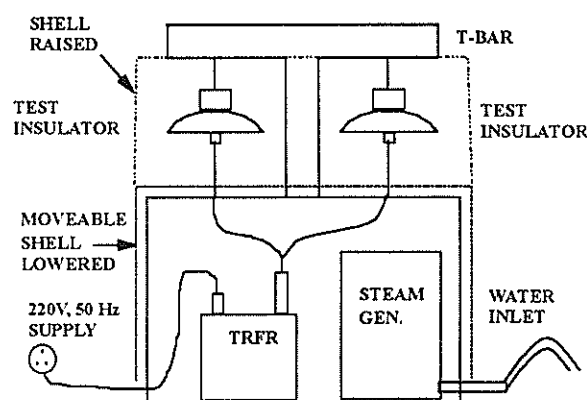 SHELL
RAISED
T-BAR
TEST
INSULATOR
TEST
INSULATOR
MOVEABLE
SHELL
LOWERED
220V, 50 Hz
SUPPLY
TRFR
STEAM
GEN.
WATER
INLET